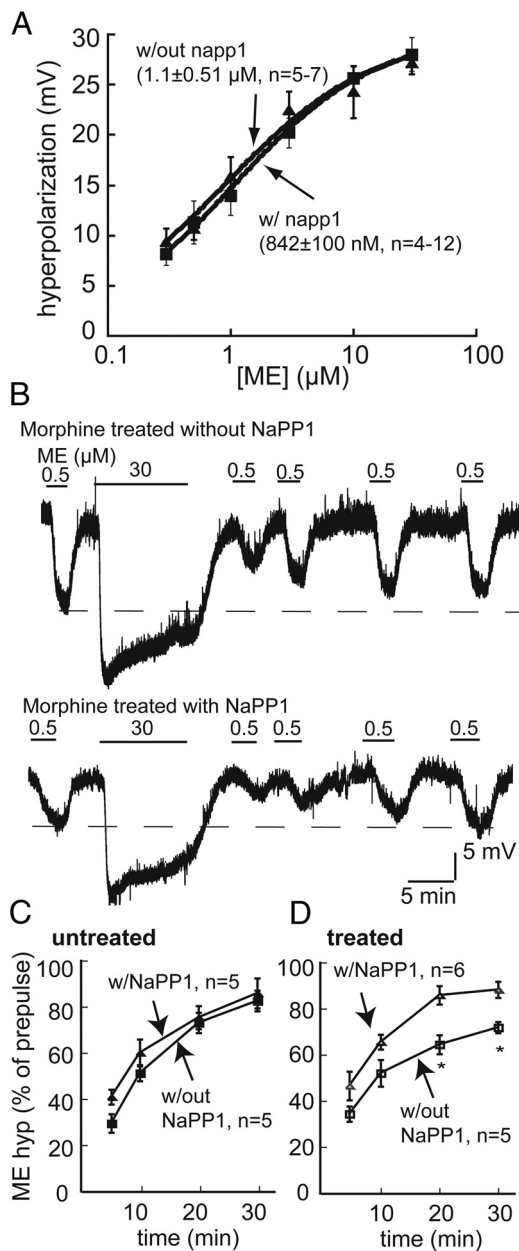 A
hyperpolarization (mV)
30
25
20
15
10
5
0
w/out napp1
(1.1±0.51 µM, n=5-7)
w/ napp1
(842±100 nM, n=4-12)
0.1 1 10 100
[ME] (µM)
B
Morphine treated without NaPP1
ME (µM)
0.5 30 0.5 0.5 0.5 0.5
Morphine treated with NaPP1
0.5 30 0.5 0.5 0.5 0.5
5 mV
5 min
C untreated
ME hyp (% of prepulse)
100
80
60
40
20
0
w/NaPP1, n=5
w/out
NaPP1, n=5
10 20 30
time (min)
D treated
100
80
60
40
20
0
w/NaPP1, n=6
* *
w/out
NaPP1, n=5
10 20 30
time (min)